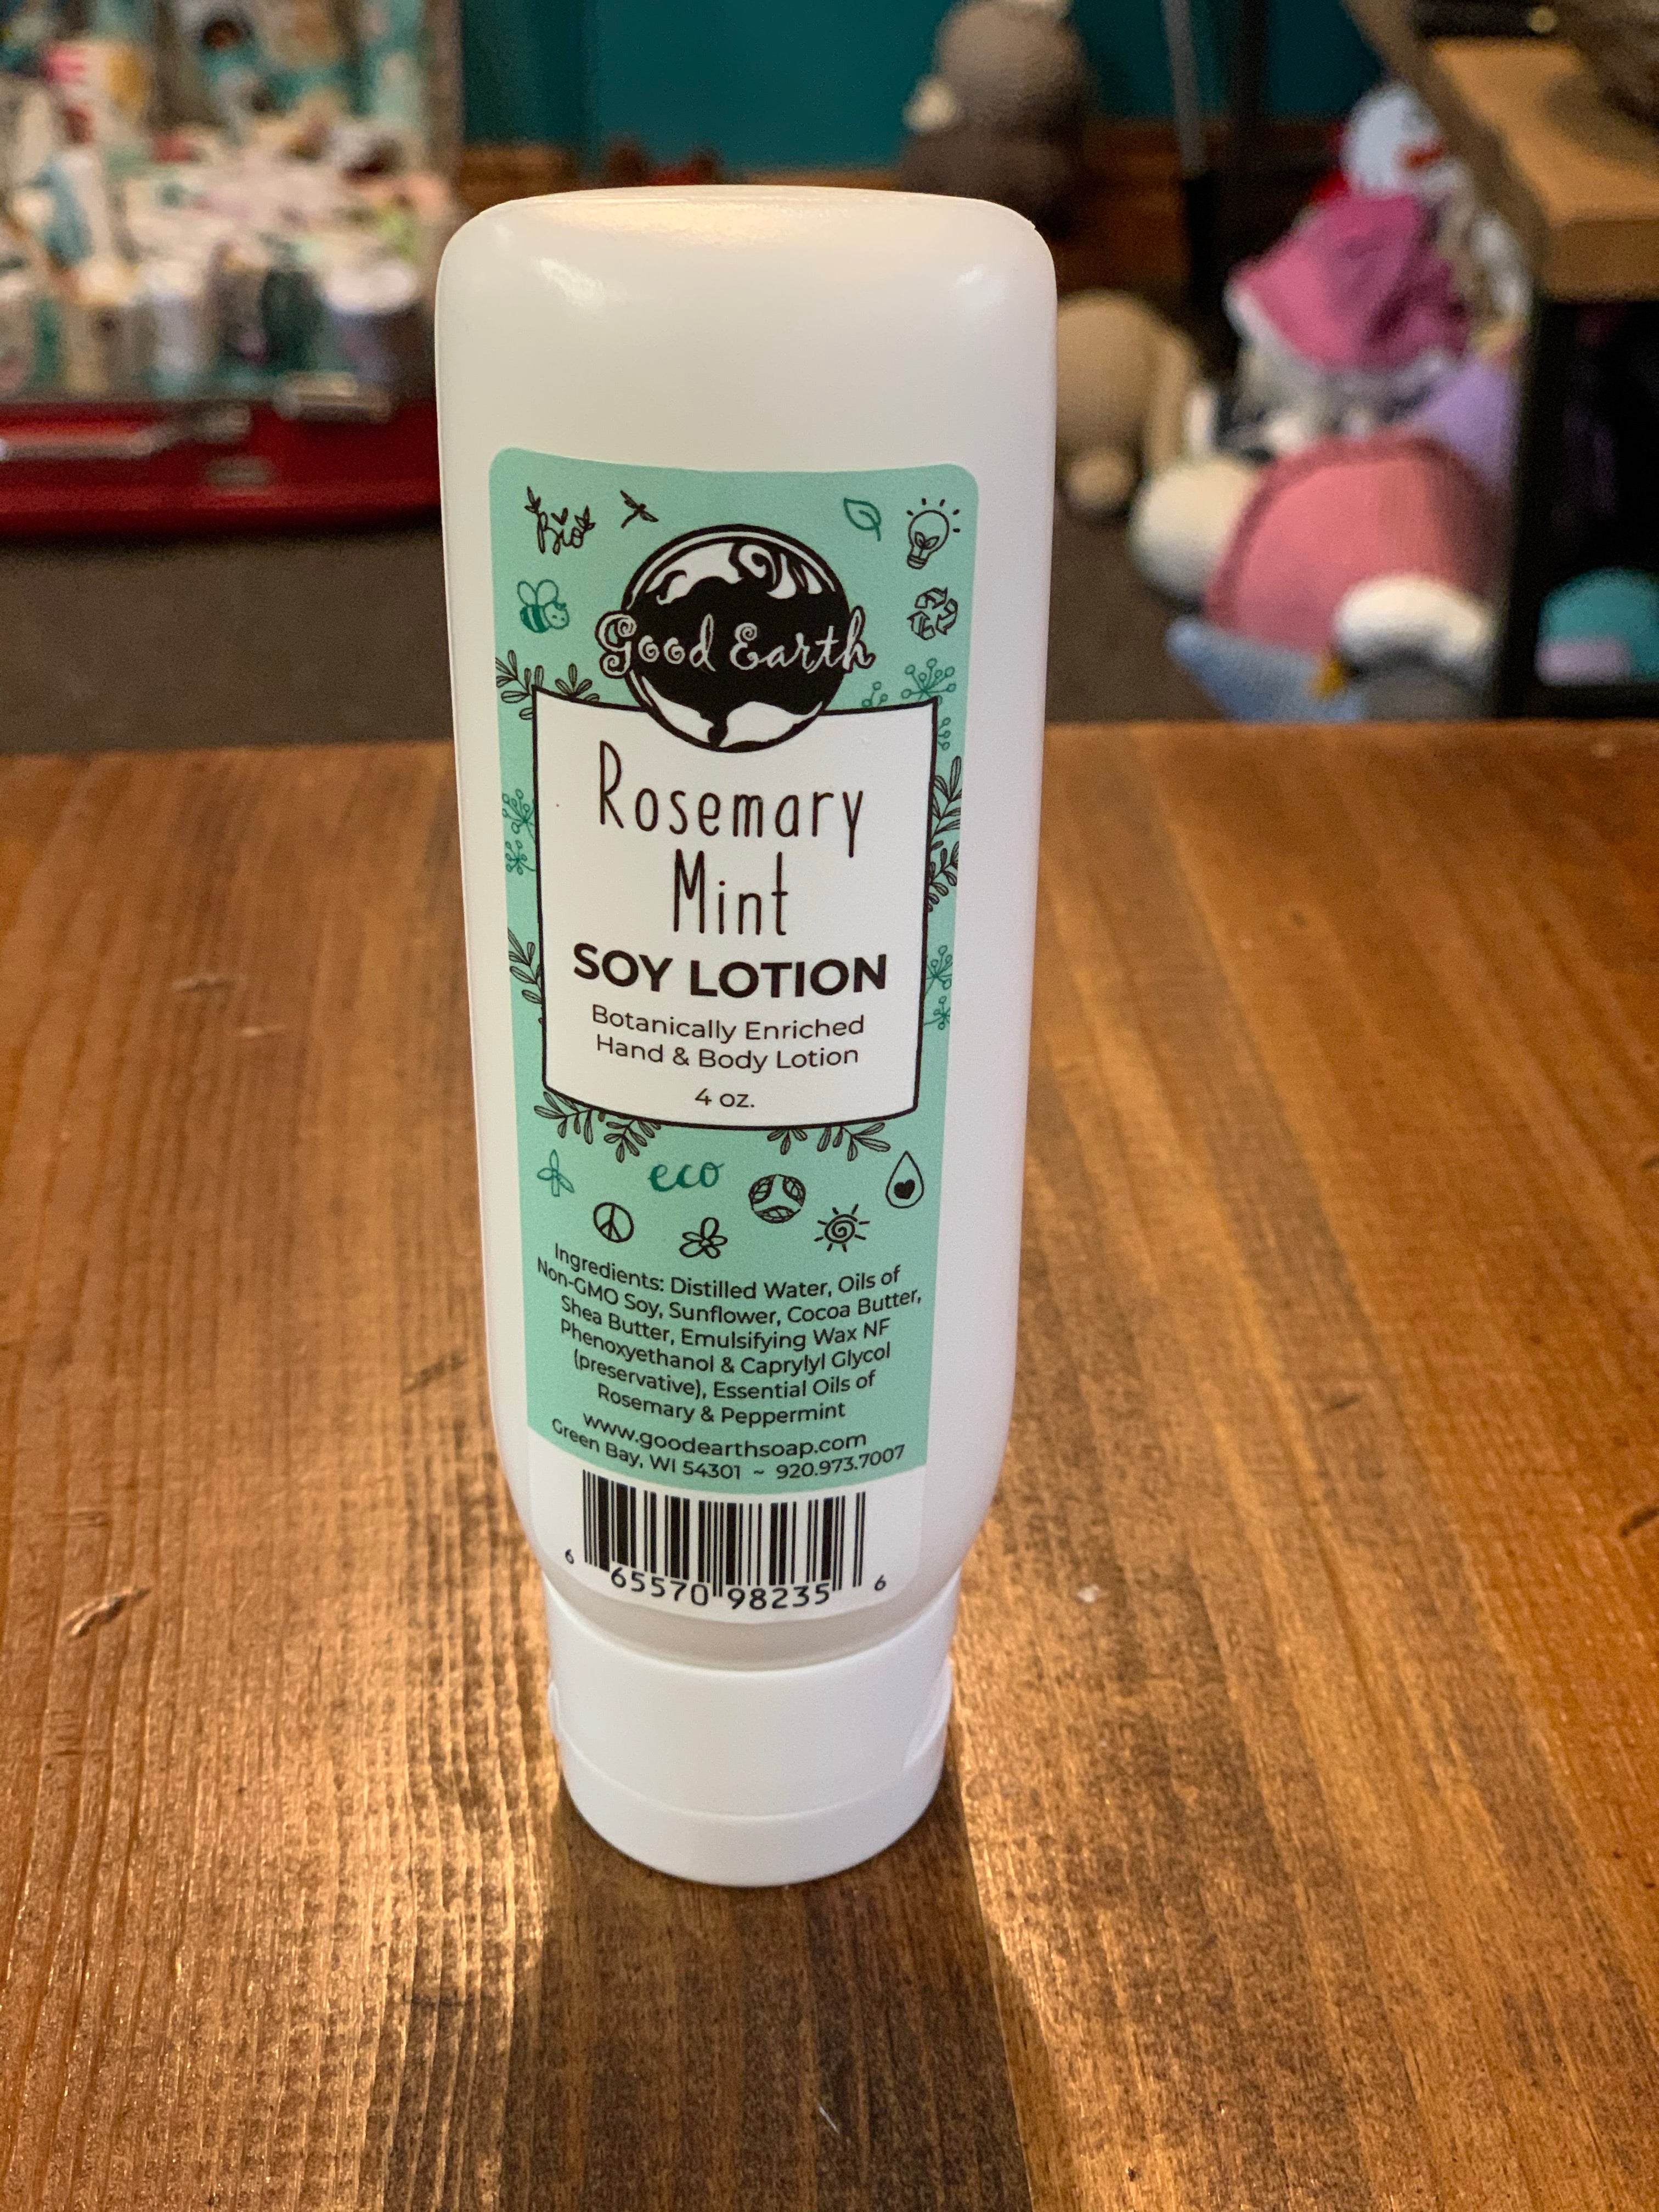 Bio
Good Earth
Rosemary
Mint
SOY LOTION
Botanically Enriched
Hand & Body Lotion
4 oz.
eco
Ingredients: Distilled Water, Oils of
Non-GMO Soy, Sunflower, Cocoa Butter,
Shea Butter, Emulsifying Wax NF
Phenoxyethanol & Caprylyl Glycol
(preservative), Essential Oils of
Rosemary & Peppermint
www.goodearthsoap.com
Green Bay, WI 54301 ~ 920.973.7007
6 65570 98235 6